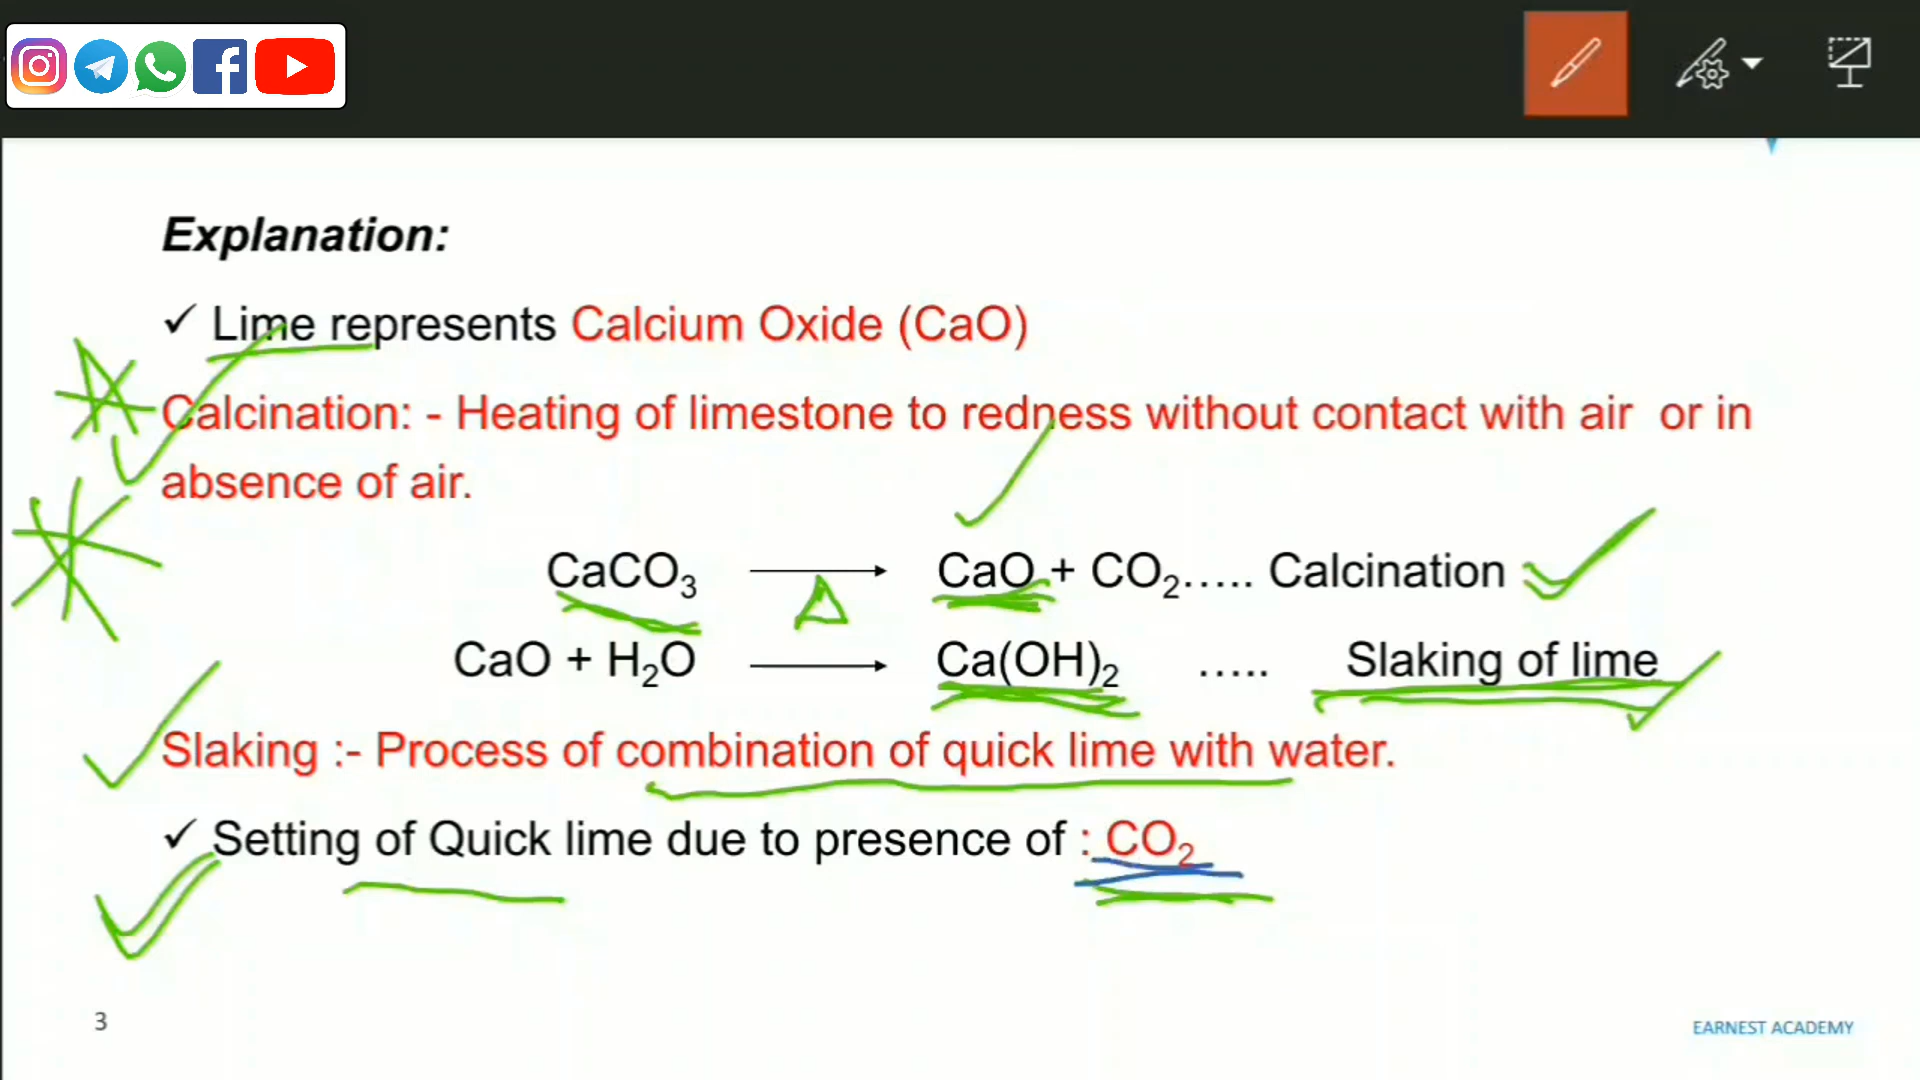 Explanation:
✓ Lime represents Calcium Oxide (CaO)
Calcination: - Heating of limestone to redness without contact with air or in
absence of air.
CaCO₃ → CaO + CO₂..... Calcination
Δ
CaO + H₂O → Ca(OH)₂ ..... Slaking of lime
Slaking :- Process of combination of quick lime with water.
✓ Setting of Quick lime due to presence of : CO₂
3
EARNEST ACADEMY